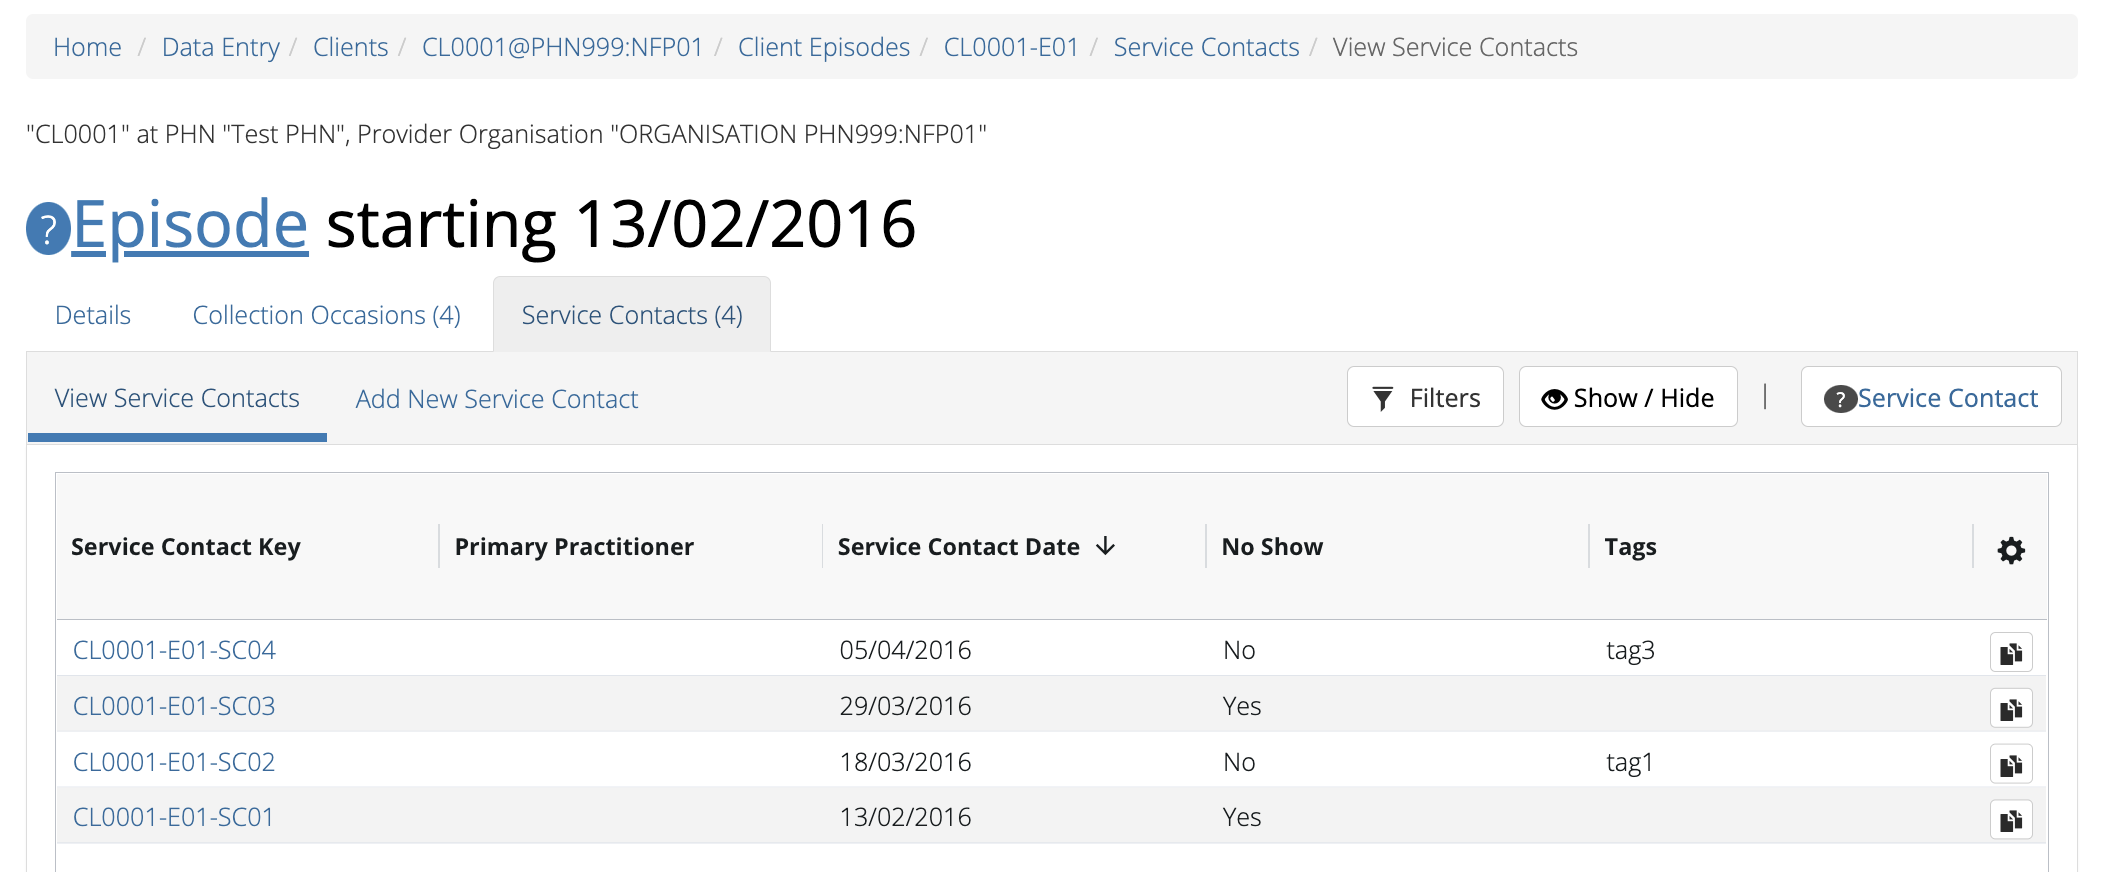 Home / Data Entry / Clients / CL0001@PHN999:NFP01 / Client Episodes / CL0001-E01 / Service Contacts / View Service Contacts
"CL0001" at PHN "Test PHN", Provider Organisation "ORGANISATION PHN999:NFP01"
?Episode starting 13/02/2016
Details Collection Occasions (4) Service Contacts (4)
View Service Contacts Add New Service Contact Filters Show / Hide | ?Service Contact
Service Contact Key Primary Practitioner Service Contact Date ↓ No Show Tags
CL0001-E01-SC04 05/04/2016 No tag3
CL0001-E01-SC03 29/03/2016 Yes
CL0001-E01-SC02 18/03/2016 No tag1
CL0001-E01-SC01 13/02/2016 Yes